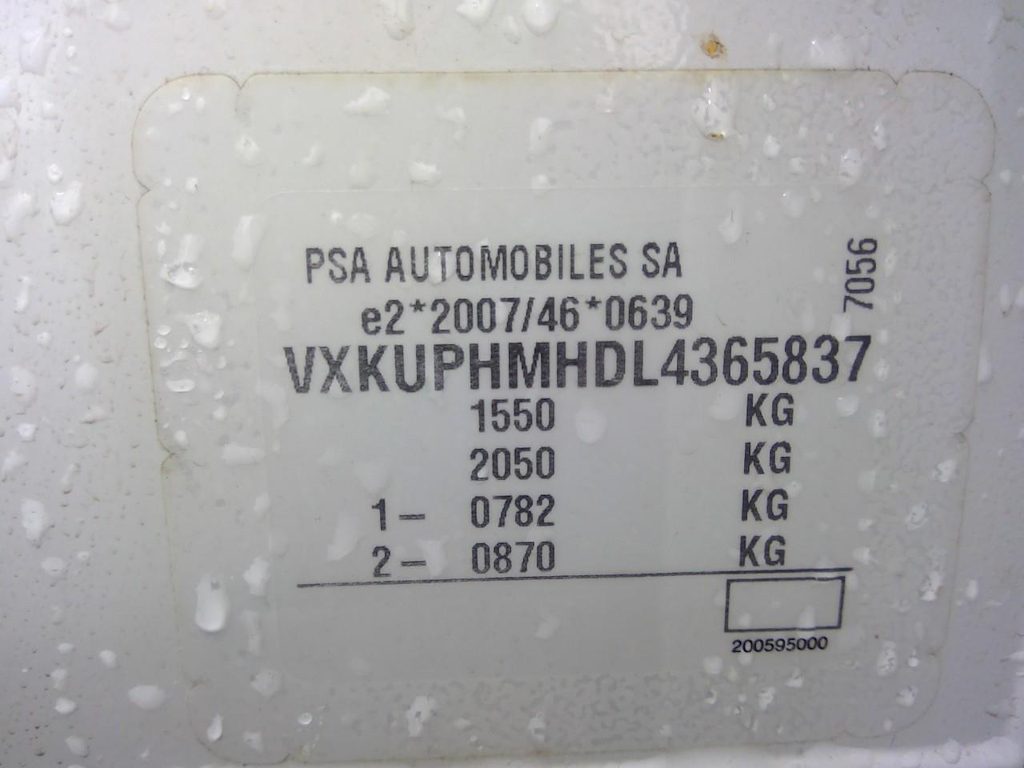 PSA AUTOMOBILES SA
e2*2007/46*0639
VXKUPHMHDL4365837
1550 KG
2050 KG
1- 0782 KG
2- 0870 KG
200595000
7056